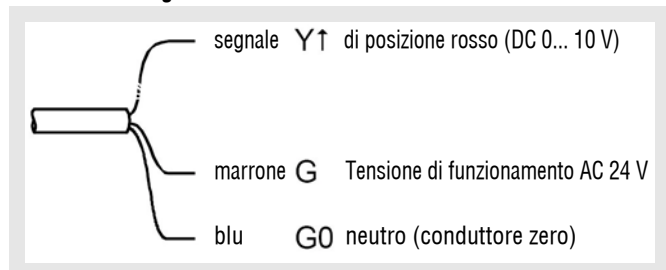 segnale Y↑ di posizione rosso (DC 0... 10 V)
marrone G Tensione di funzionamento AC 24 V
blu G0 neutro (conduttore zero)